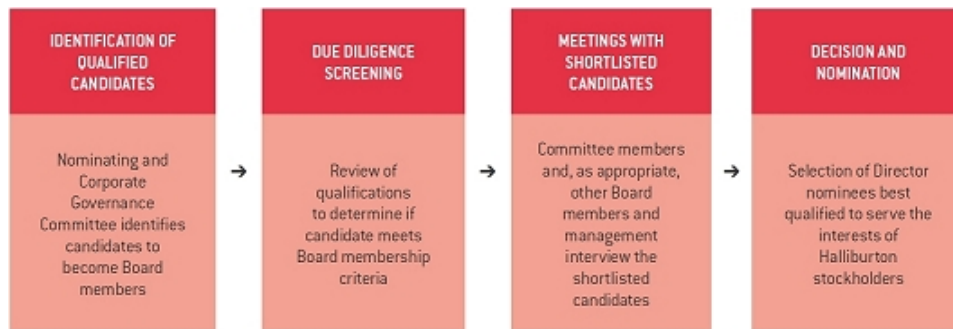 IDENTIFICATION OF
QUALIFIED
CANDIDATES
Nominating and
Corporate
Governance
Committee identifies
candidates to
become Board
members
→
DUE DILIGENCE
SCREENING
Review of
qualifications
to determine if
candidate meets
Board membership
criteria
→
MEETINGS WITH
SHORTLISTED
CANDIDATES
Committee members
and, as appropriate,
other Board
members and
management
interview the
shortlisted
candidates
→
DECISION AND
NOMINATION
Selection of Director
nominees best
qualified to serve the
interests of
Halliburton
stockholders